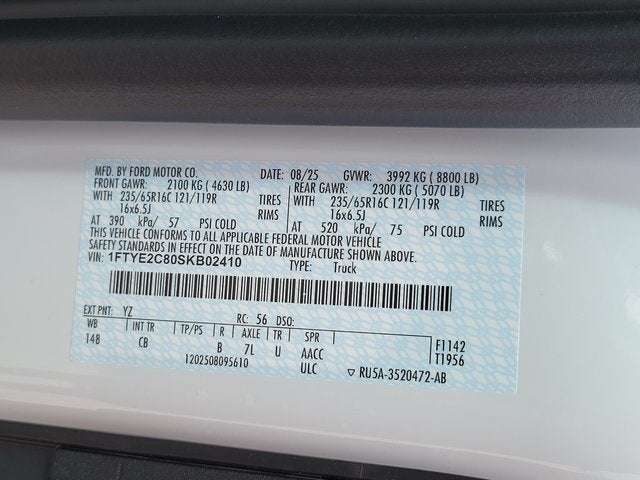 MFD. BY FORD MOTOR CO. DATE: 08/25 GVWR: 3992 KG ( 8800 LB)
FRONT GAWR: 2100 KG ( 4630 LB) REAR GAWR: 2300 KG ( 5070 LB)
WITH 235/65R16C 121/119R TIRES WITH 235/65R16C 121/119R TIRES
16x6.5J RIMS 16x6.5J RIMS
AT 390 kPa/ 57 PSI COLD AT 520 kPa/ 75 PSI COLD
THIS VEHICLE CONFORMS TO ALL APPLICABLE FEDERAL MOTOR VEHICLE
SAFETY STANDARDS IN EFFECT ON THE DATE OF MANUFACTURE SHOWN ABOVE.
VIN: 1FTYE2C80SKB02410 TYPE: Truck
EXT PNT: YZ RC: 56 DSO:
WB INT TR TP/PS R AXLE TR SPR F1142
148 CB B 7L U AACC T1956
1202508095610 ULC ▽ RU5A-3520472-AB